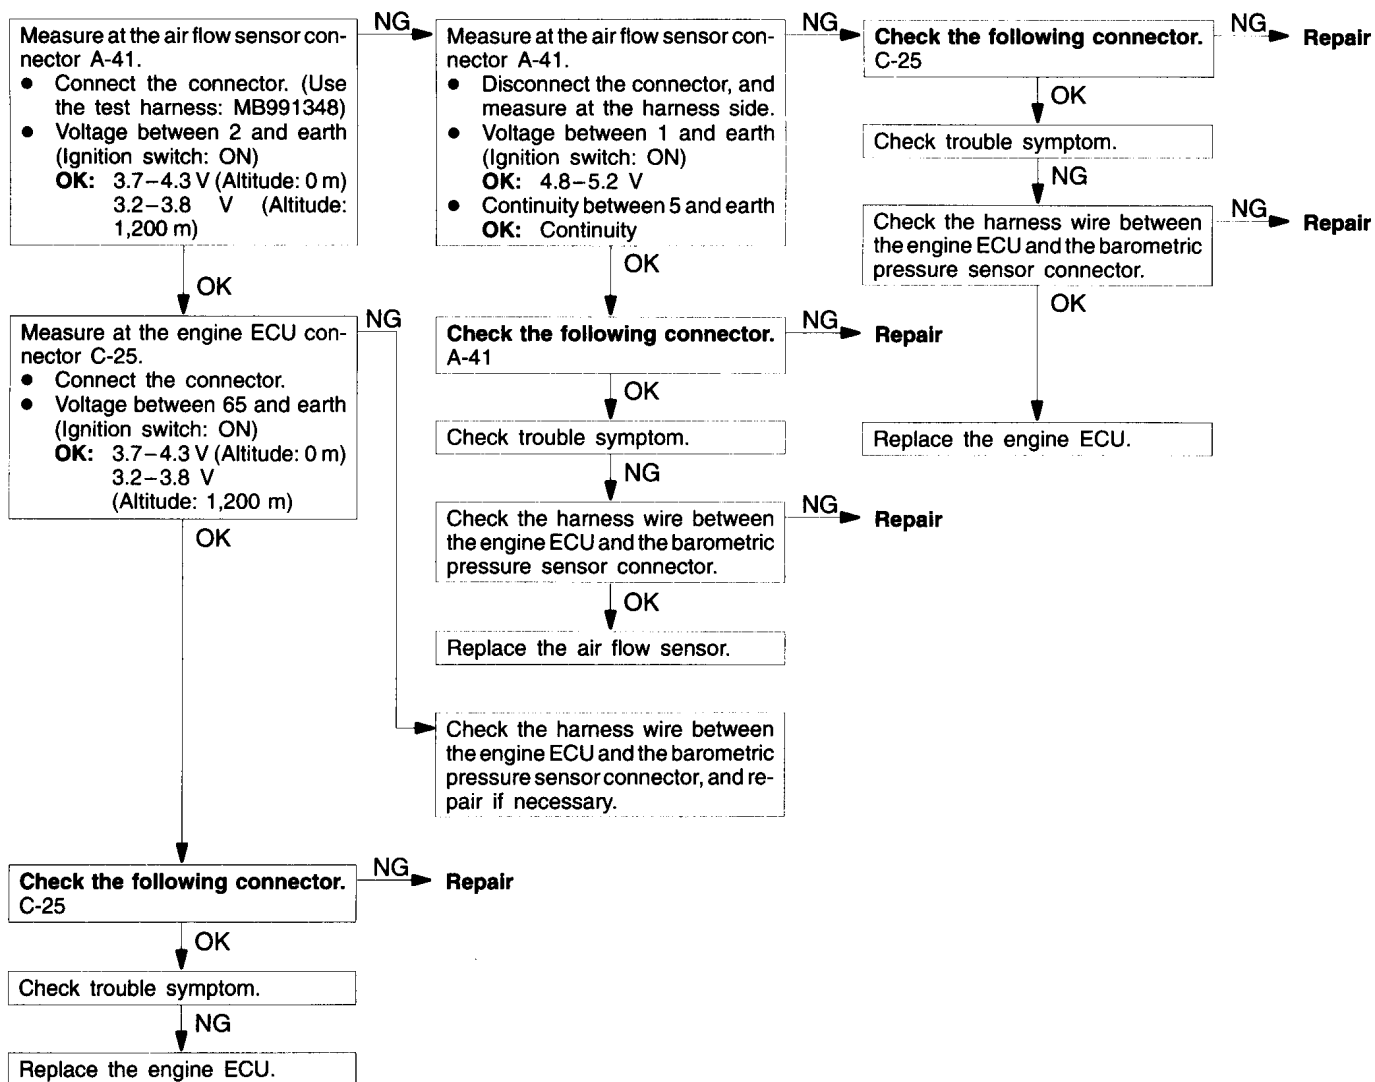 Measure at the air flow sensor con-
nector A-41.
● Connect the connector. (Use
the test harness: MB991348)
● Voltage between 2 and earth
(Ignition switch: ON)
OK: 3.7–4.3 V (Altitude: 0 m)
3.2–3.8 V (Altitude:
1,200 m)
NG
OK
Measure at the air flow sensor con-
nector A-41.
● Disconnect the connector, and
measure at the harness side.
● Voltage between 1 and earth
(Ignition switch: ON)
OK: 4.8–5.2 V
● Continuity between 5 and earth
OK: Continuity
NG
OK
Check the following connector.
C-25
NG
Repair
OK
Check trouble symptom.
NG
Check the harness wire between
the engine ECU and the barometric
pressure sensor connector.
NG
Repair
OK
Replace the engine ECU.
Check the following connector.
A-41
NG
Repair
OK
Check trouble symptom.
NG
Check the harness wire between
the engine ECU and the barometric
pressure sensor connector.
NG
Repair
OK
Replace the air flow sensor.
Measure at the engine ECU con-
nector C-25.
● Connect the connector.
● Voltage between 65 and earth
(Ignition switch: ON)
OK: 3.7–4.3 V (Altitude: 0 m)
3.2–3.8 V
(Altitude: 1,200 m)
NG
OK
Check the harness wire between
the engine ECU and the barometric
pressure sensor connector, and re-
pair if necessary.
Check the following connector.
C-25
NG
Repair
OK
Check trouble symptom.
NG
Replace the engine ECU.